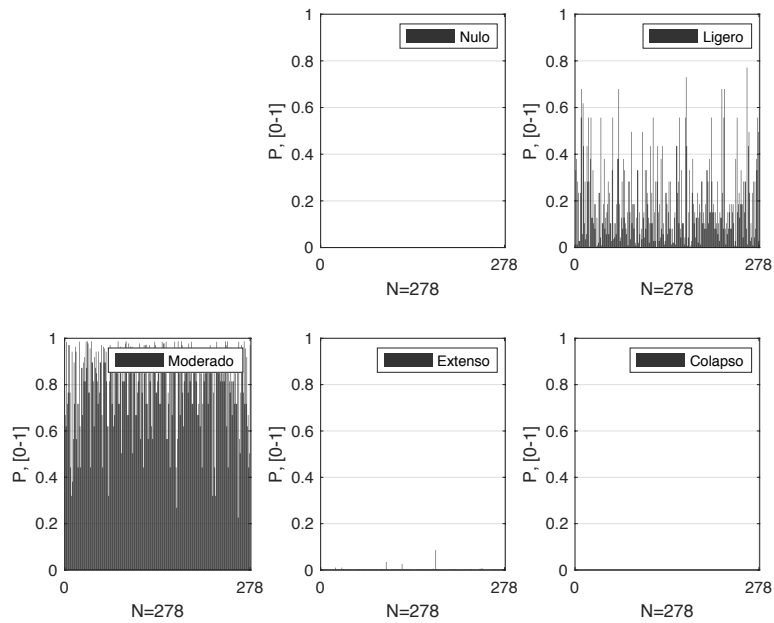 1
Nulo
0.8
0.6
P, [0-1]
0.4
0.2
0
0
278
N=278
1
Ligero
0.8
0.6
P, [0-1]
0.4
0.2
0
0
278
N=278
1
Moderado
0.8
0.6
P, [0-1]
0.4
0.2
0
0
278
N=278
1
Extenso
0.8
0.6
P, [0-1]
0.4
0.2
0
0
278
N=278
1
Colapso
0.8
0.6
P, [0-1]
0.4
0.2
0
0
278
N=278